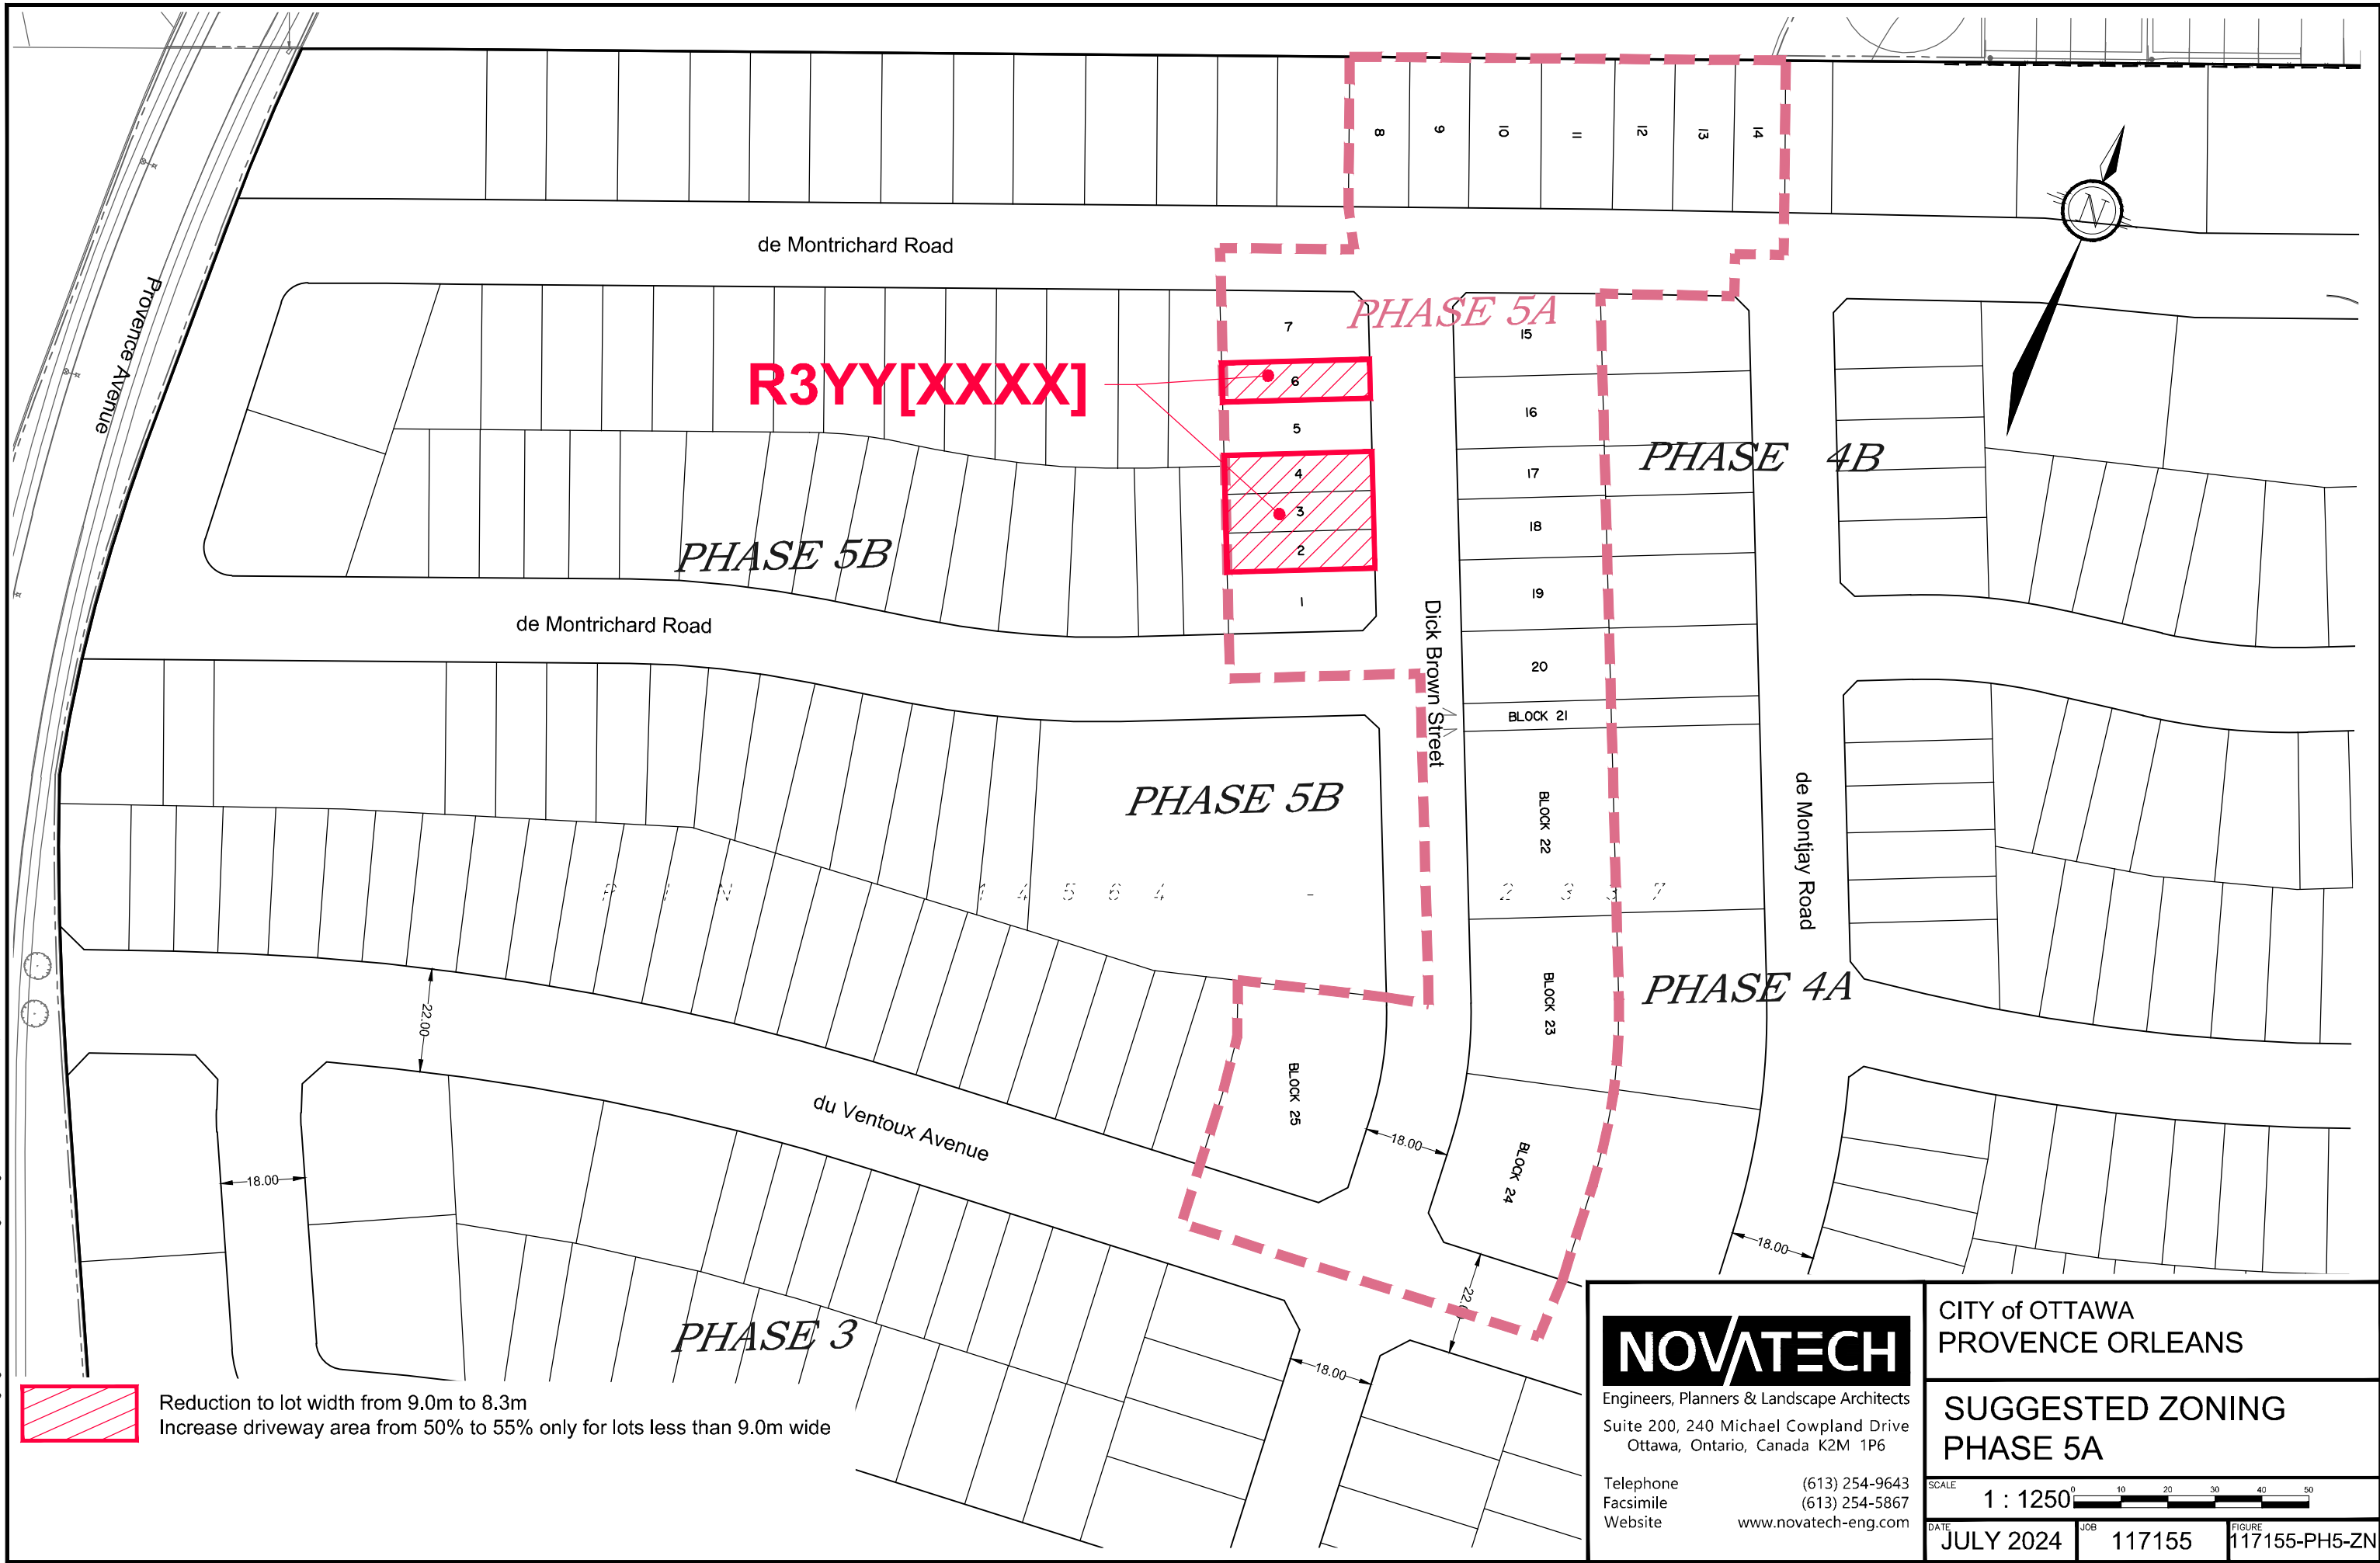 8
9
10
11
12
13
14
N
de Montrichard Road
Provence Avenue
PHASE 5A
7
15
R3YY[XXXX]
6
16
5
PHASE 4B
4
17
3
18
2
PHASE 5B
19
1
Dick Brown Street
de Montrichard Road
20
BLOCK 21
PHASE 5B
BLOCK 22
de Montjay Road
P I N 14564 - 2337
BLOCK 23
PHASE 4A
22.00
BLOCK 25
du Ventoux Avenue
18.00
BLOCK 24
18.00
18.00
PHASE 3
18.00
Reduction to lot width from 9.0m to 8.3m
Increase driveway area from 50% to 55% only for lots less than 9.0m wide
NOVATECH
Engineers, Planners & Landscape Architects
Suite 200, 240 Michael Cowpland Drive
Ottawa, Ontario, Canada K2M 1P6
Telephone (613) 254-9643
Facsimile (613) 254-5867
Website www.novatech-eng.com
CITY of OTTAWA
PROVENCE ORLEANS
SUGGESTED ZONING
PHASE 5A
SCALE
1 : 1250
0 10 20 30 40 50
DATE JULY 2024
JOB 117155
FIGURE 117155-PH5-ZN